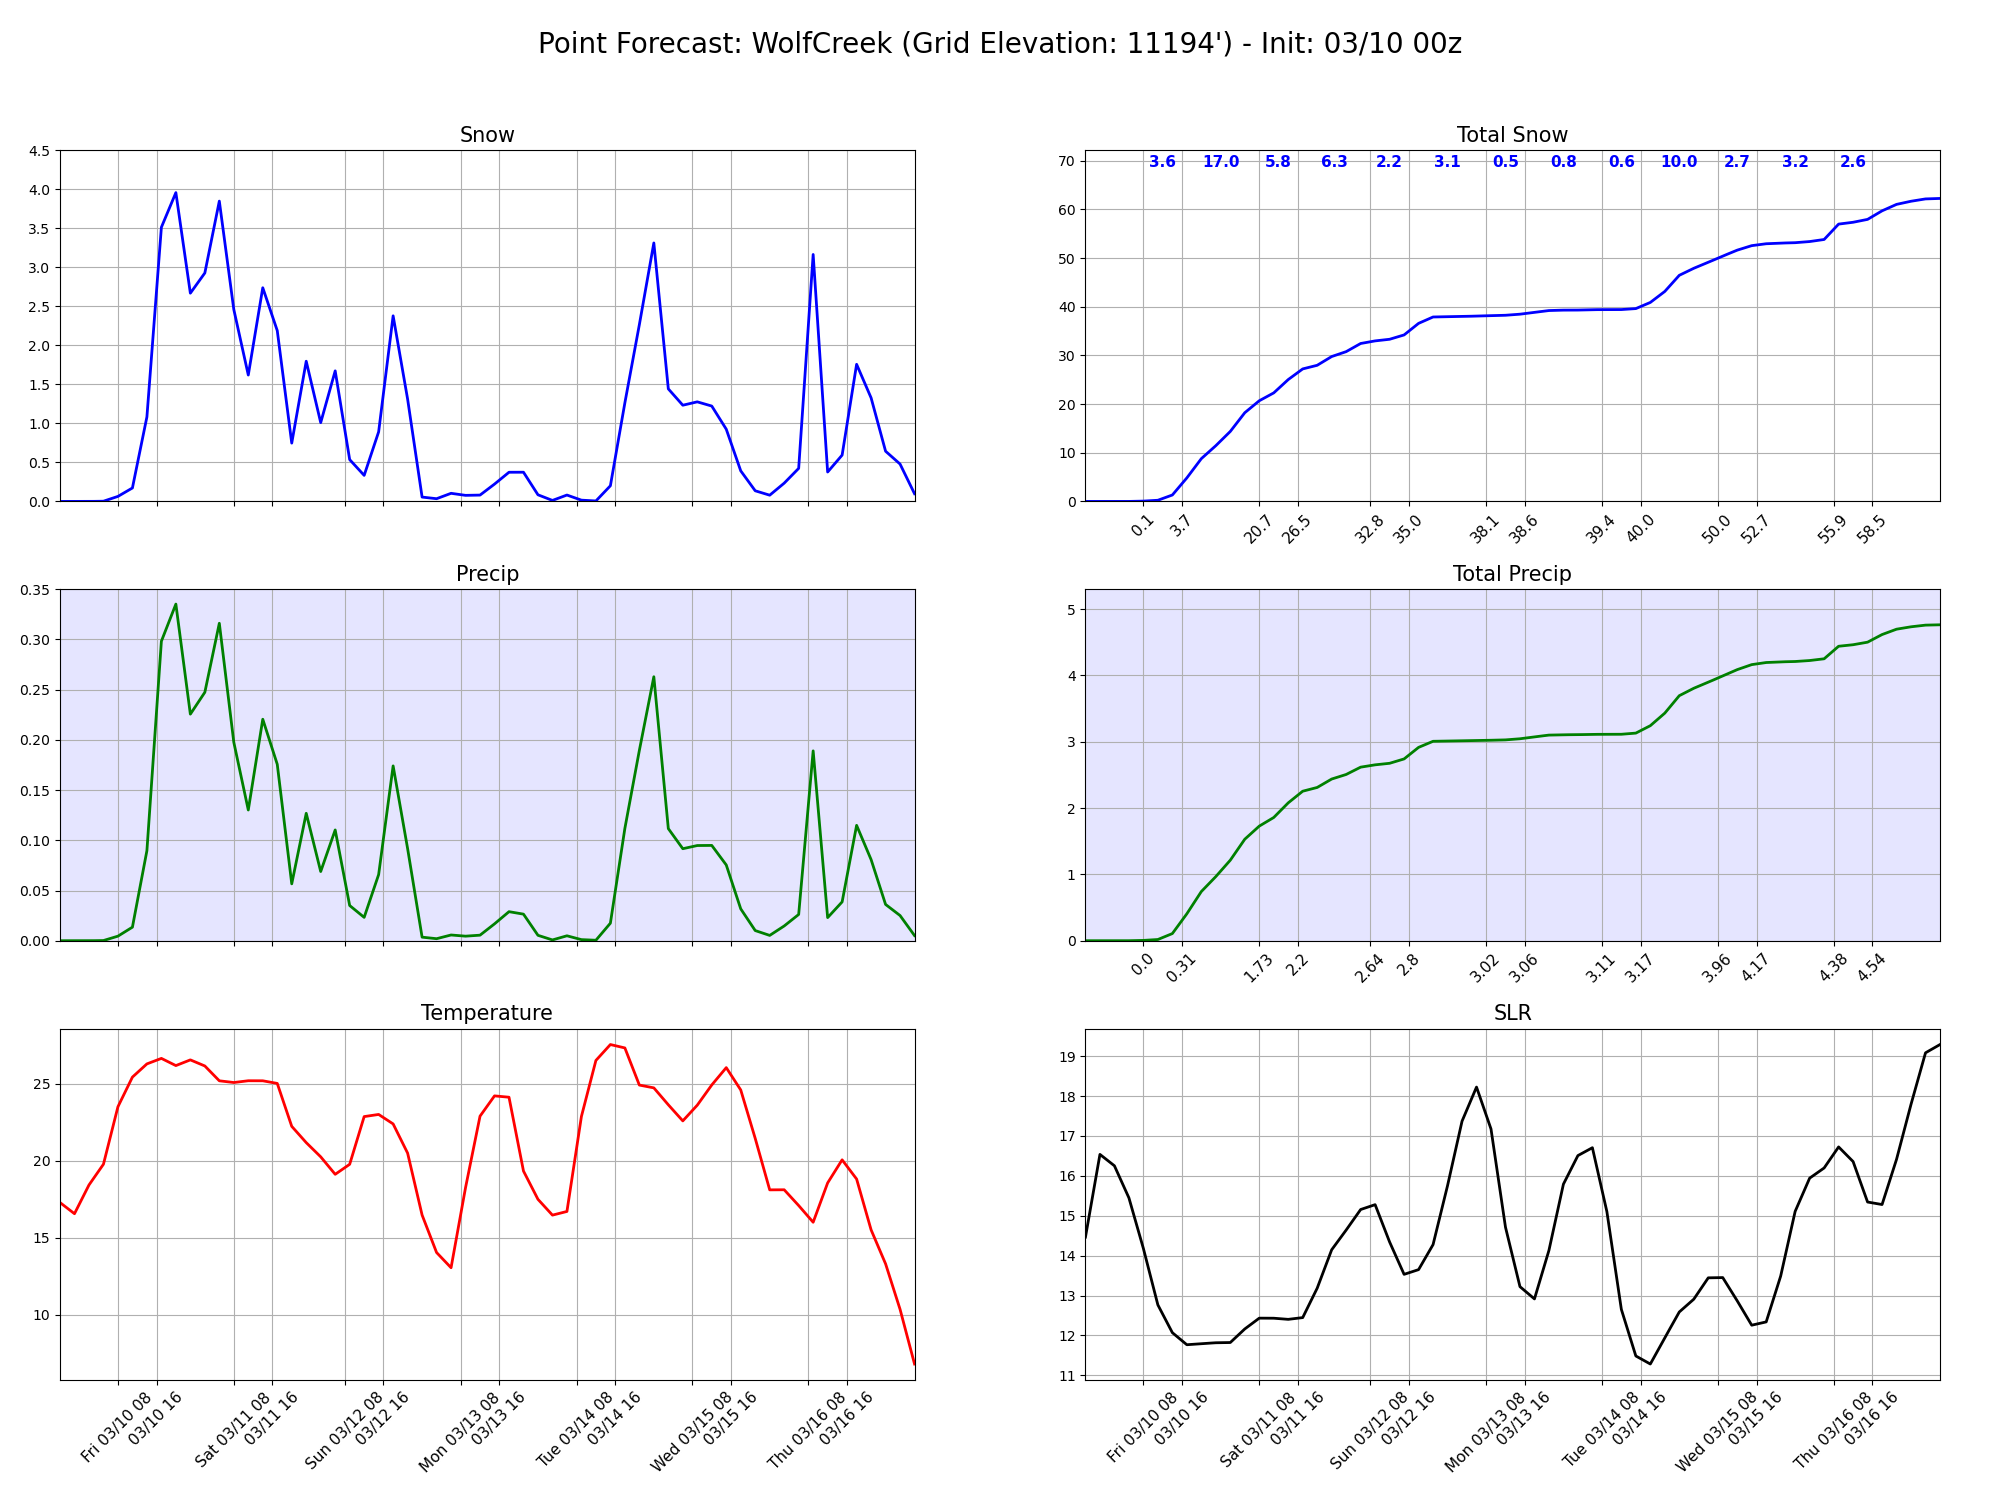 Point Forecast: WolfCreek (Grid Elevation: 11194') - Init: 03/10 00z
Snow
4.5
4.0
3.5
3.0
2.5
2.0
1.5
1.0
0.5
0.0
Total Snow
3.6 17.0 5.8 6.3 2.2 3.1 0.5 0.8 0.6 10.0 2.7 3.2 2.6
70
60
50
40
30
20
10
0
0.1 3.7 20.7 26.5 32.8 35.0 38.1 38.6 39.4 40.0 50.0 52.7 55.9 58.5
Precip
0.35
0.30
0.25
0.20
0.15
0.10
0.05
0.00
Total Precip
5
4
3
2
1
0
0.0 0.31 1.73 2.2 2.64 2.8 3.02 3.06 3.11 3.17 3.96 4.17 4.38 4.54
Temperature
25
20
15
10
Fri 03/10 08
03/10 16
Sat 03/11 08
03/11 16
Sun 03/12 08
03/12 16
Mon 03/13 08
03/13 16
Tue 03/14 08
03/14 16
Wed 03/15 08
03/15 16
Thu 03/16 08
03/16 16
SLR
19
18
17
16
15
14
13
12
11
Fri 03/10 08
03/10 16
Sat 03/11 08
03/11 16
Sun 03/12 08
03/12 16
Mon 03/13 08
03/13 16
Tue 03/14 08
03/14 16
Wed 03/15 08
03/15 16
Thu 03/16 08
03/16 16